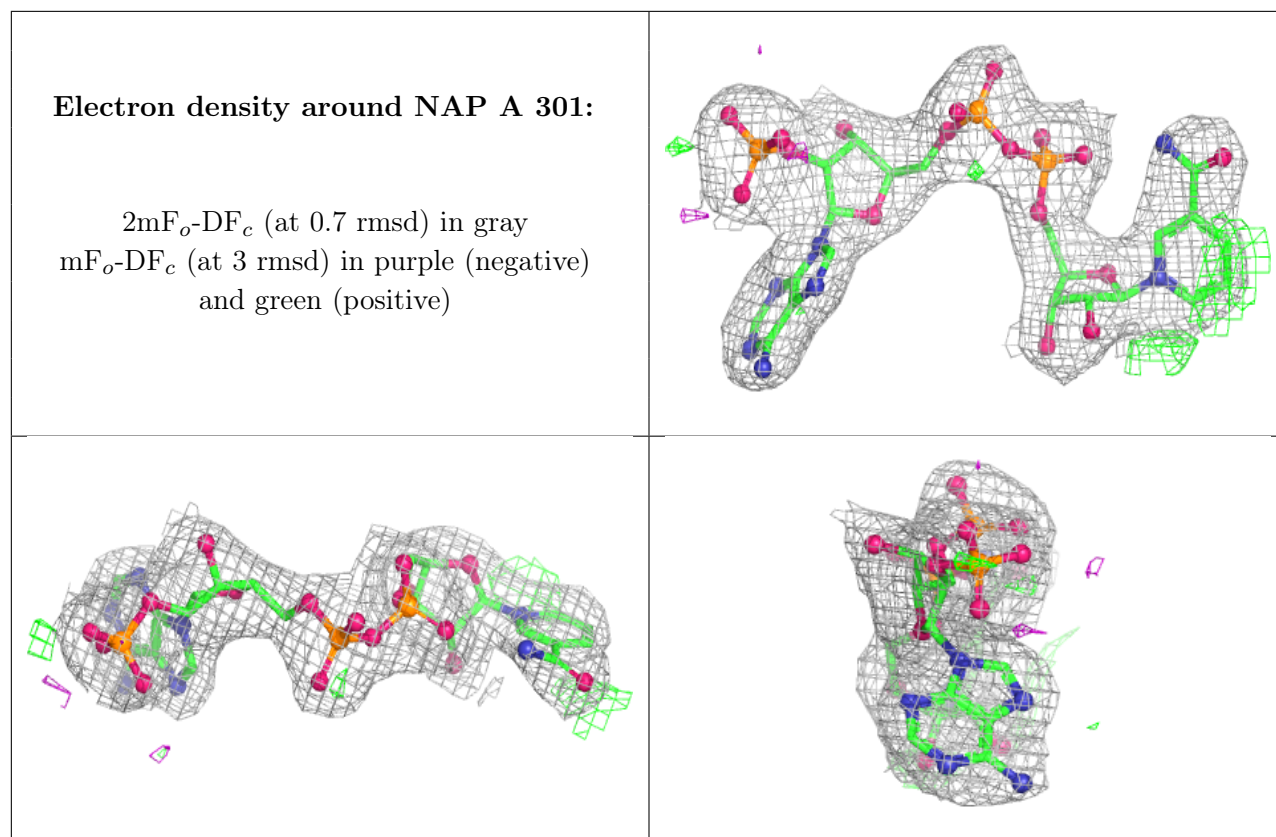 Electron density around NAP A 301:
2mFₒ-DF𝒸 (at 0.7 rmsd) in gray
mFₒ-DF𝒸 (at 3 rmsd) in purple (negative)
and green (positive)